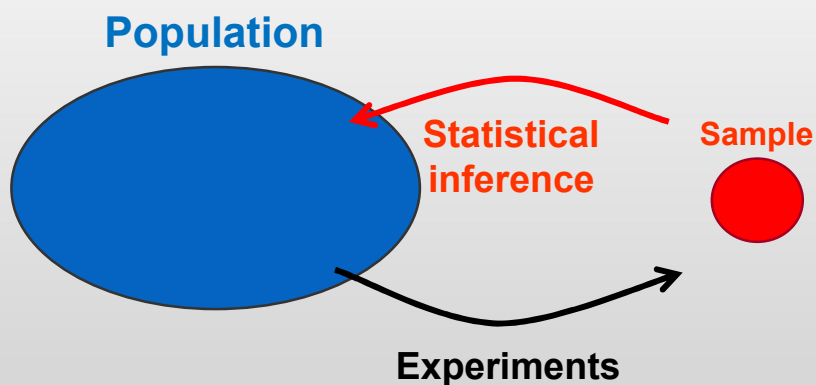 Population
Statistical
inference
Sample
Experiments